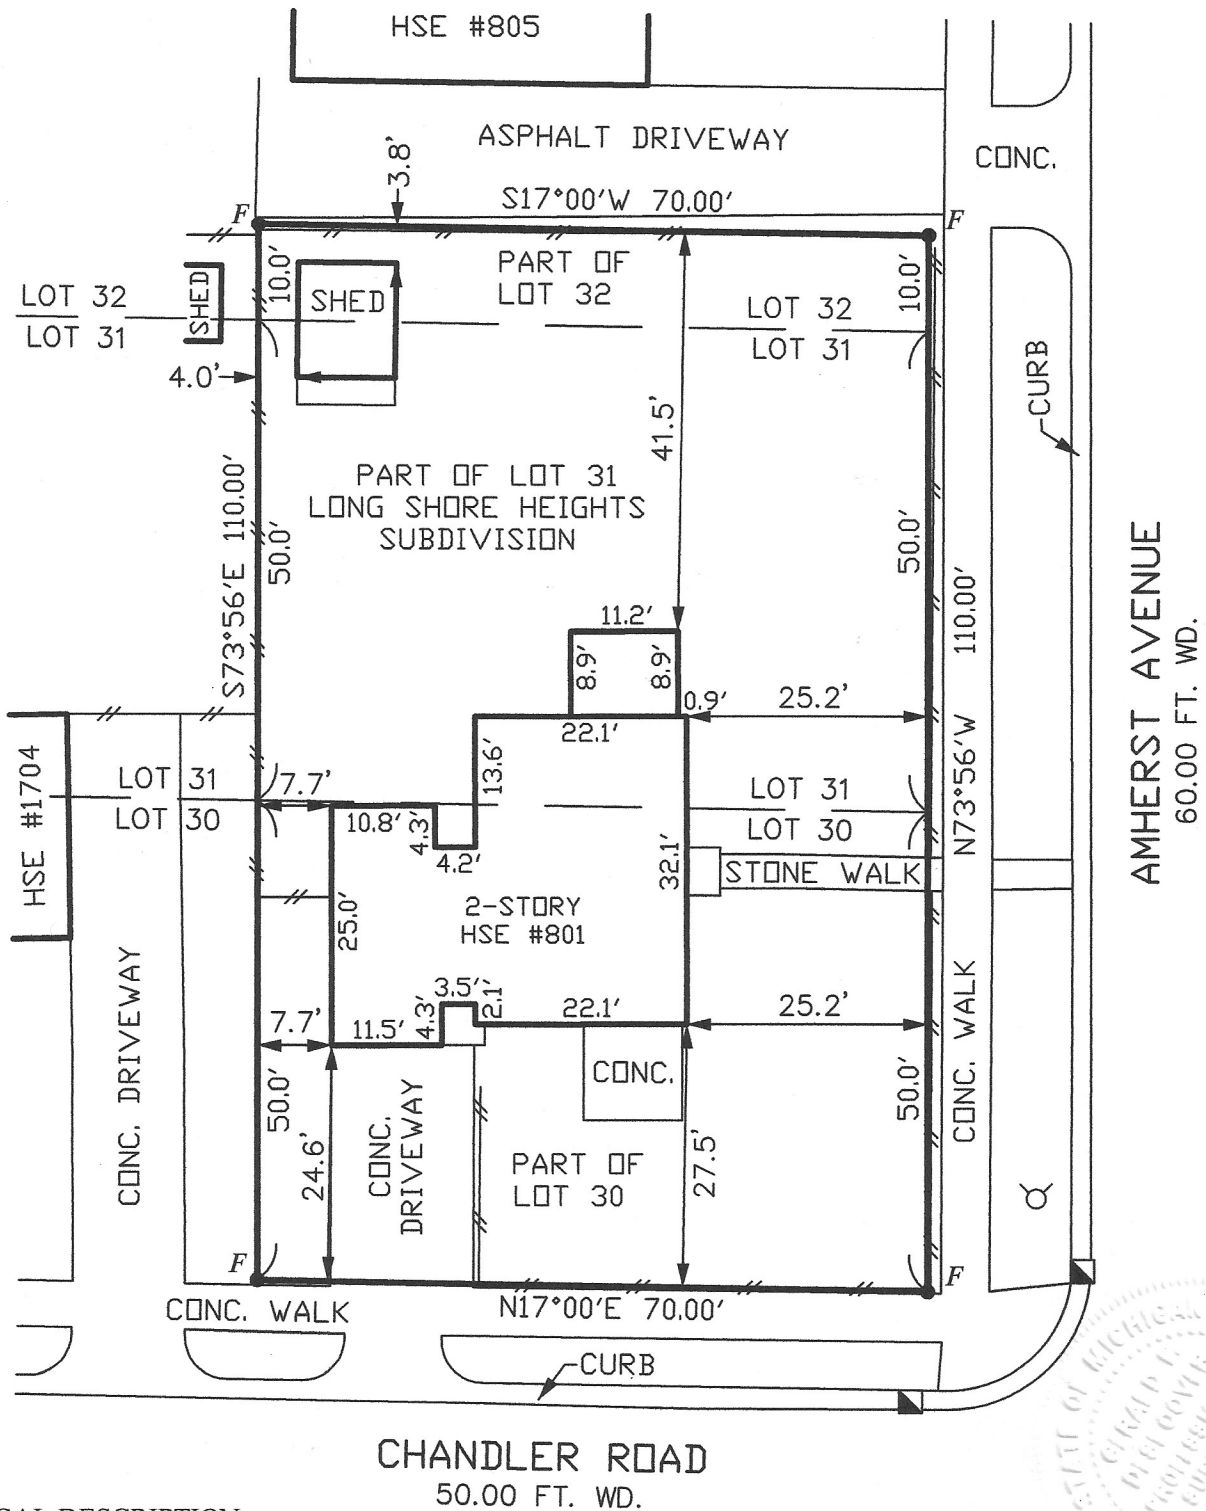 HSE #805
ASPHALT DRIVEWAY
CONC.
3.8'
S17°00'W 70.00'
F
F
10.0'
SHED
SHED
PART OF
LOT 32
10.0'
LOT 32
LOT 31
LOT 32
LOT 31
4.0'
CURB
41.5'
PART OF LOT 31
LONG SHORE HEIGHTS
SUBDIVISION
S73°56'E 110.00'
50.0'
50.0'
N73°56'W 110.00'
AMHERST AVENUE
60.00 FT. WD.
11.2'
8.9'
8.9'
0.9'
25.2'
22.1'
13.6'
HSE #1704
LOT 31
LOT 30
7.7'
10.8'
4.3'
4.2'
LOT 31
LOT 30
32.1'
STONE WALK
2-STORY
HSE #801
25.0'
3.5'
2.1'
4.3'
11.5'
22.1'
25.2'
7.7'
CONC. DRIVEWAY
CONC. WALK
50.0'
50.0'
CONC.
CONC.
DRIVEWAY
24.6'
27.5'
PART OF
LOT 30
F
F
CONC. WALK
N17°00'E 70.00'
CURB
CHANDLER ROAD
50.00 FT. WD.
STATE OF MICHIGAN